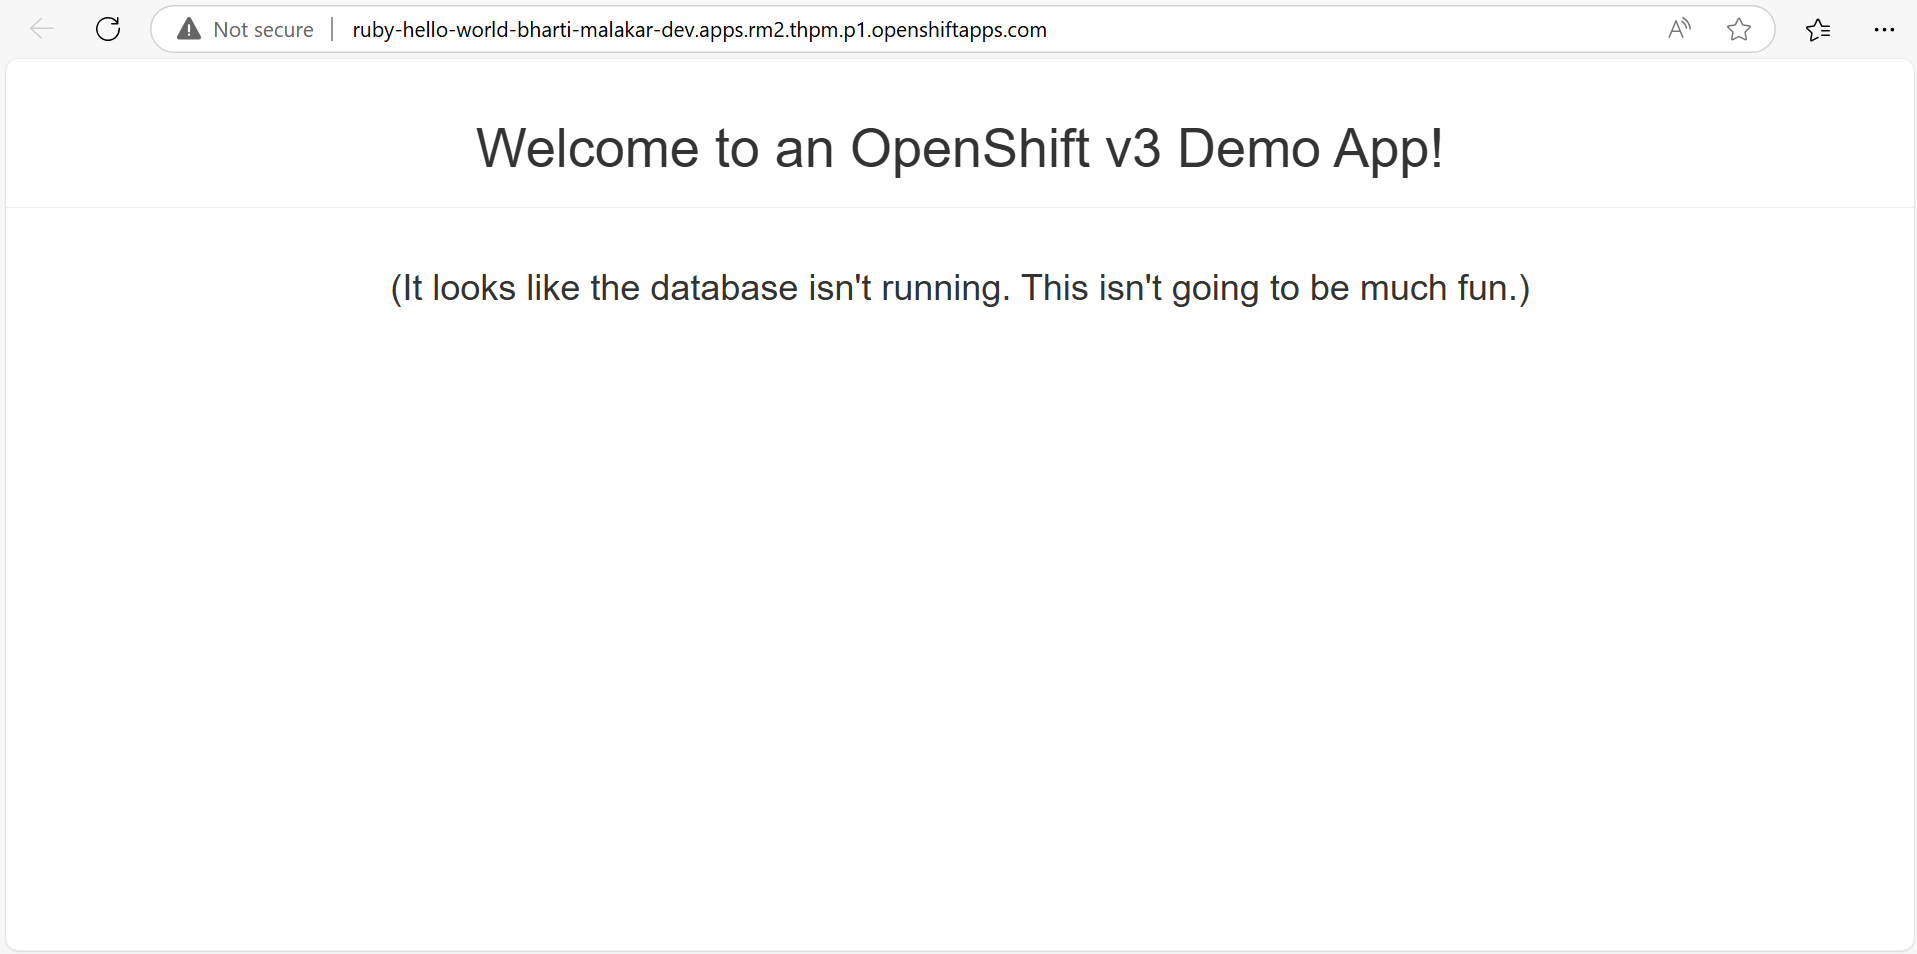 Not secure
ruby-hello-world-bharti-malakar-dev.apps.rm2.thpm.p1.openshiftapps.com
Welcome to an OpenShift v3 Demo App!
(It looks like the database isn't running. This isn't going to be much fun.)